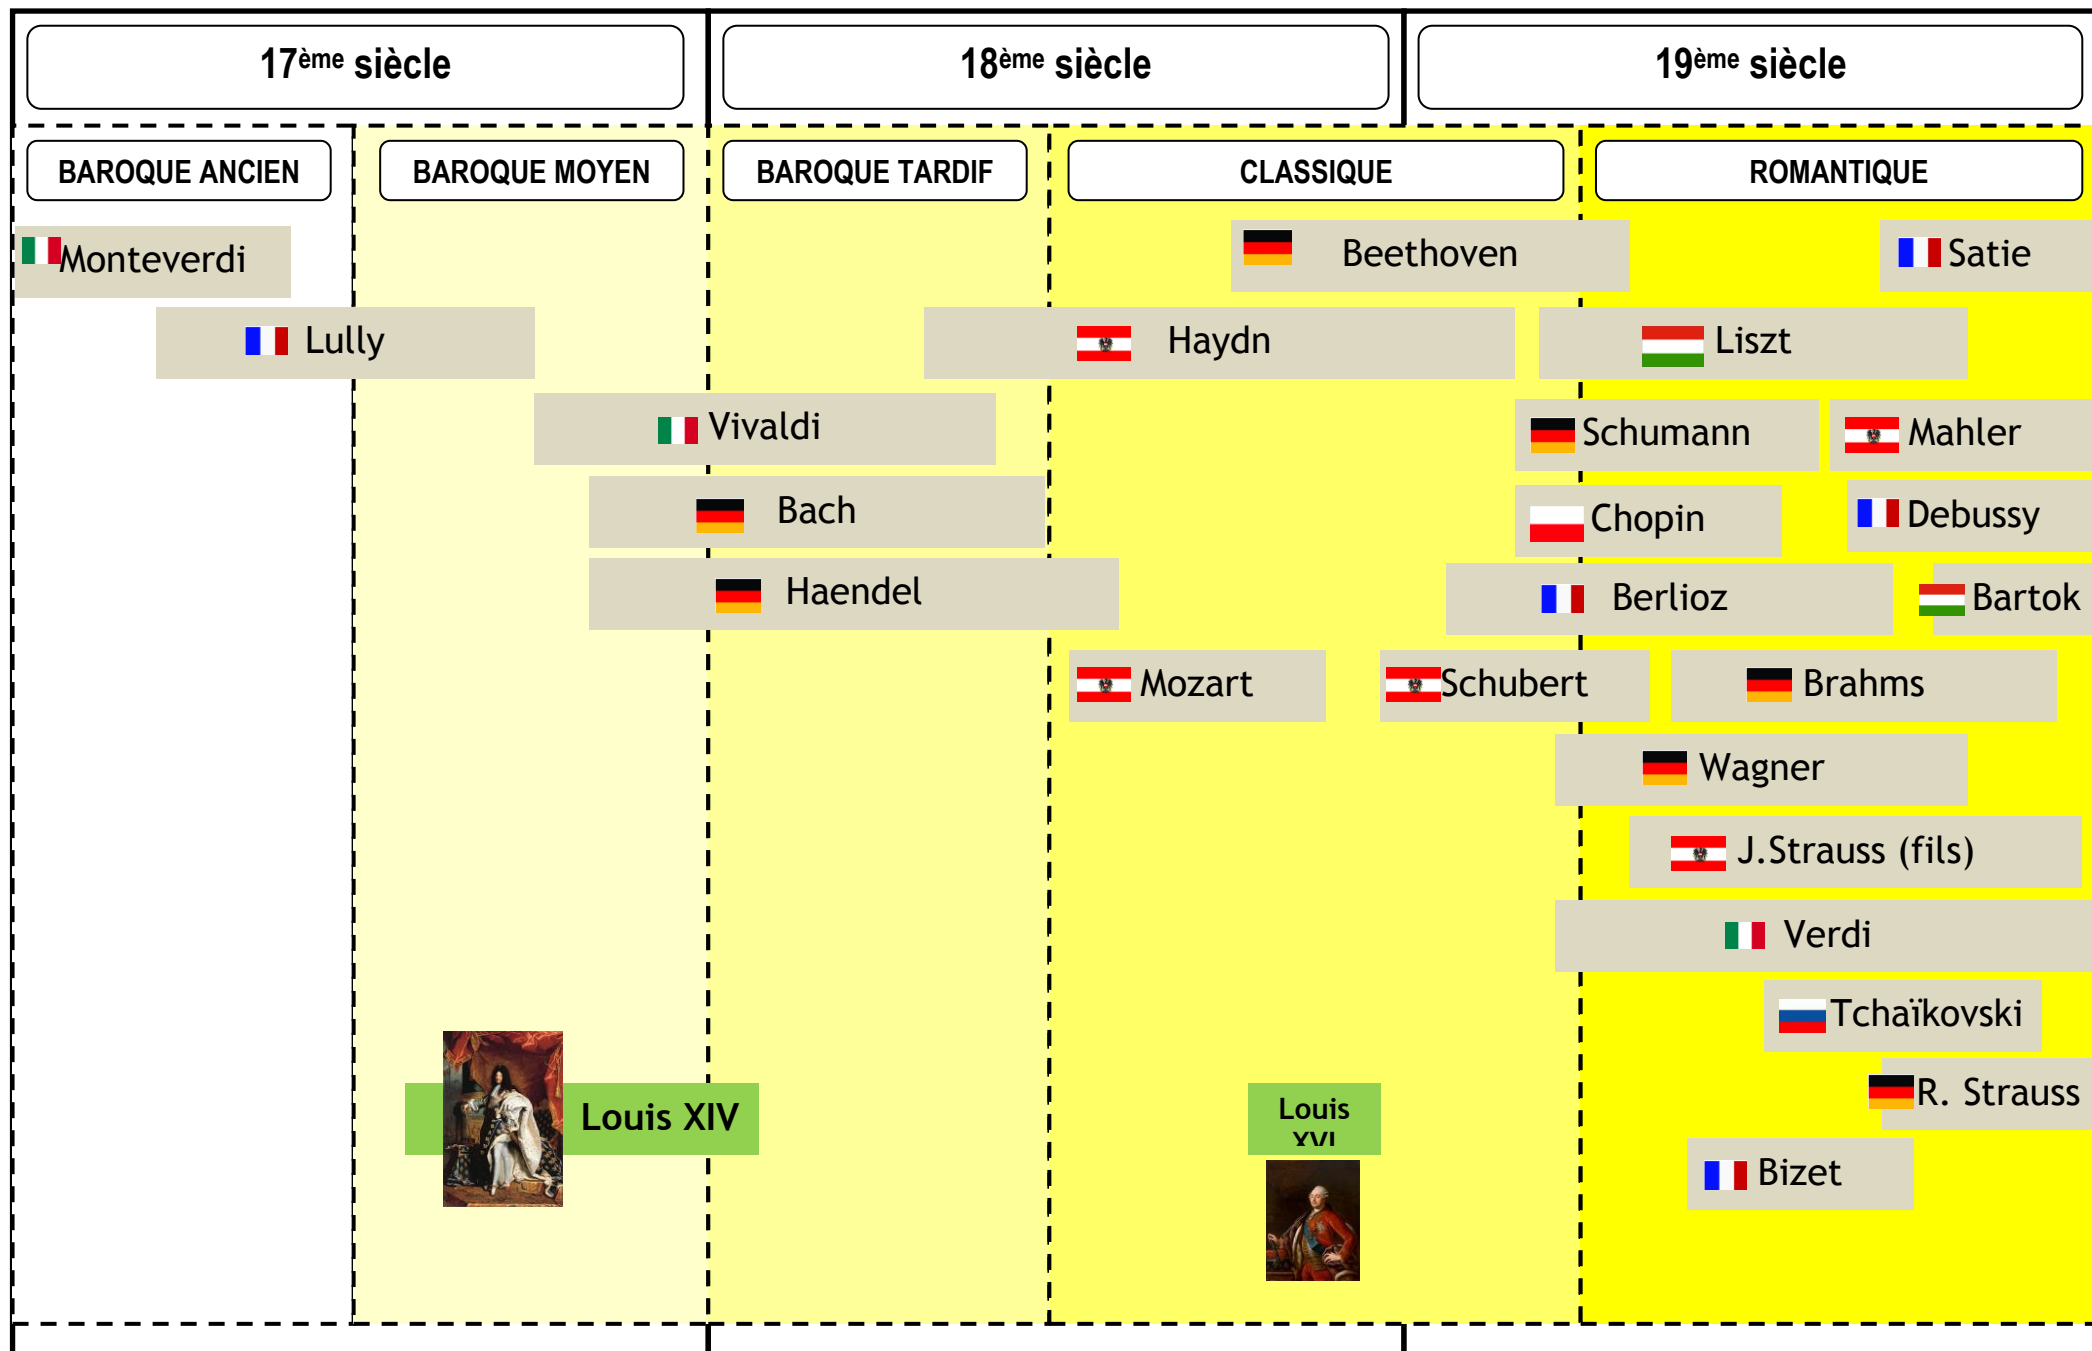 17ème siècle
18ème siècle
19ème siècle
BAROQUE ANCIEN
BAROQUE MOYEN
BAROQUE TARDIF
CLASSIQUE
ROMANTIQUE
Monteverdi
Beethoven
Satie
Lully
Haydn
Liszt
Vivaldi
Schumann
Mahler
Bach
Chopin
Debussy
Haendel
Berlioz
Bartok
Mozart
Schubert
Brahms
Wagner
J.Strauss (fils)
Verdi
Tchaïkovski
R. Strauss
Louis XIV
Louis
XVI
Bizet